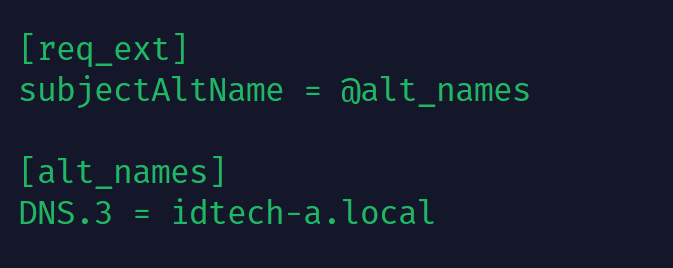 [req_ext]
subjectAltName = @alt_names
[alt_names]
DNS.3 = idtech-a.local